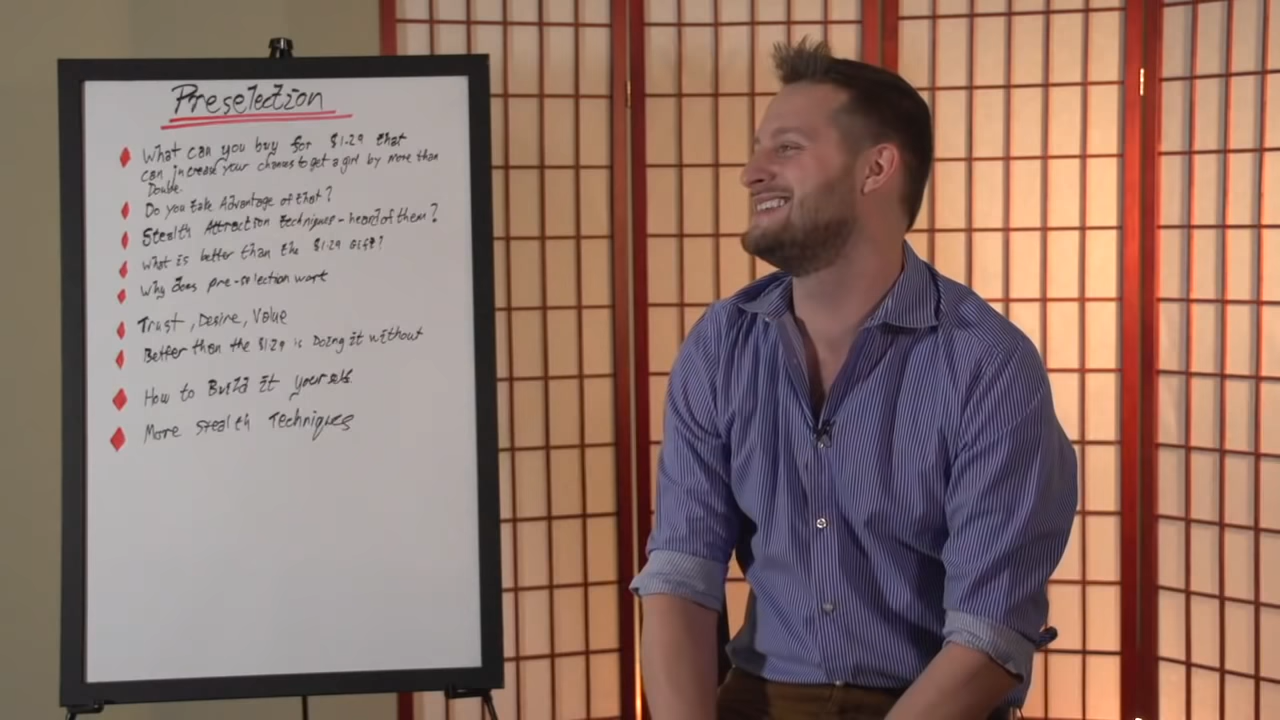 Preselection
What can you buy for $1.29 that
can increase your chances to get a girl by more than
Double.
Do you take Advantage of that?
Stealth Attraction techniques - heard of them?
What is better than the $1.29 Gift?
Why does pre-selection work
Trust, Desire, Value
Better then the $1.29 is Doing it without
How to Build it yourself
More Stealth Techniques